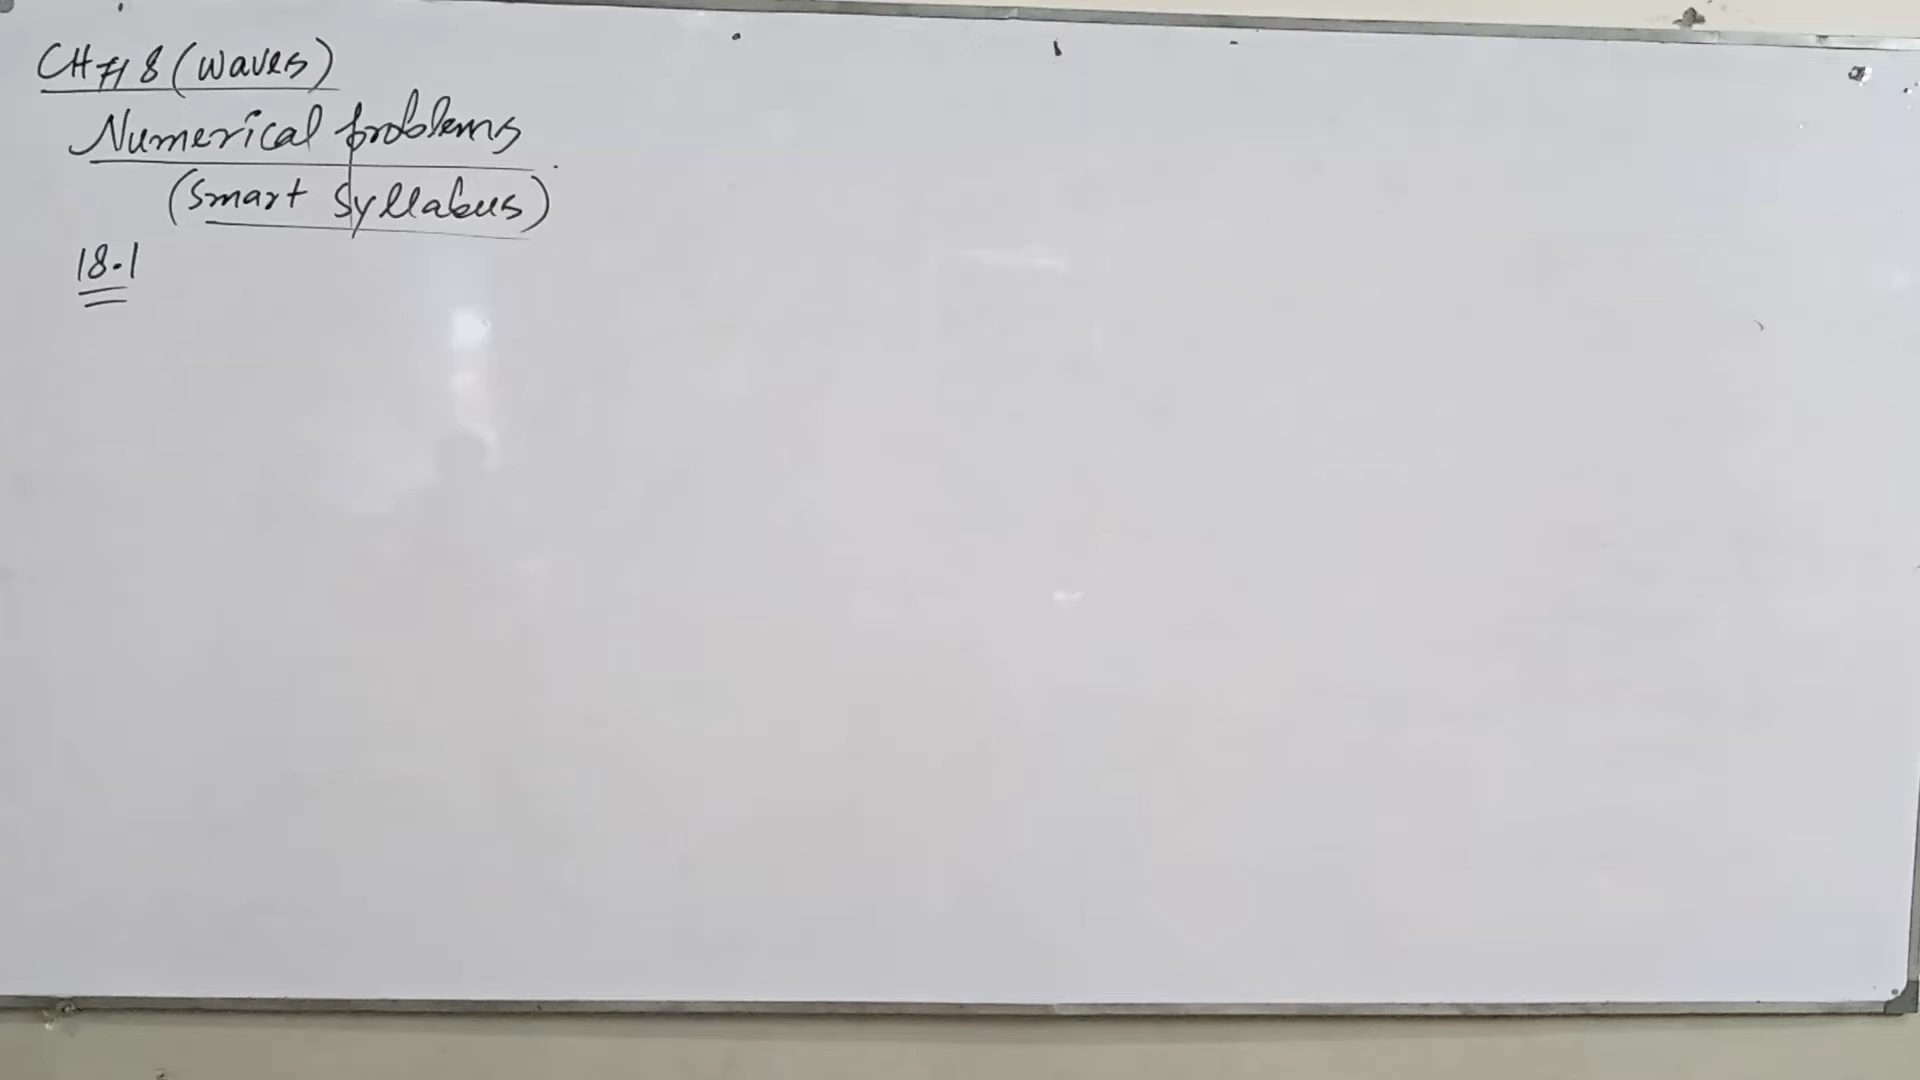 CH #18 (Waves)
Numerical problems
(Smart Syllabus)
18.1